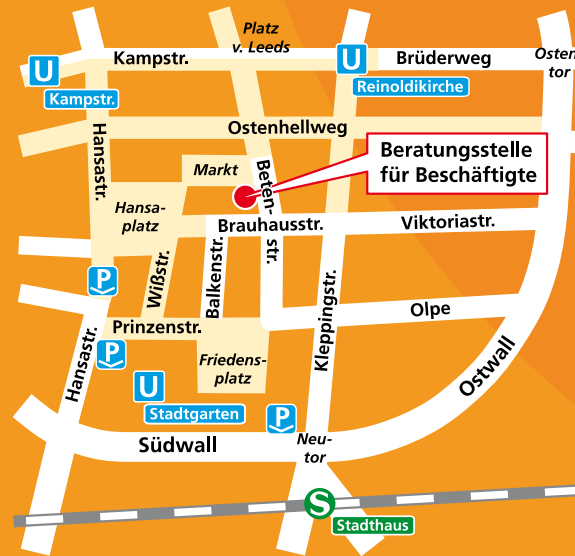 Platz
v. Leeds
U
Kampstr.
U
Brüderweg
Osten
tor
Kampstr.
Reinoldikirche
Hansastr.
Ostenhellweg
Markt
Beten-
str.
Beratungsstelle
für Beschäftigte
Hansa-
platz
Brauhausstr.
Viktoriastr.
Wißstr.
Balkenstr.
Kleppingstr.
P
Olpe
Prinzenstr.
P
Hansastr.
Friedens-
platz
Ostwall
U
Stadtgarten
P
Südwall
Neu-
tor
S
Stadthaus